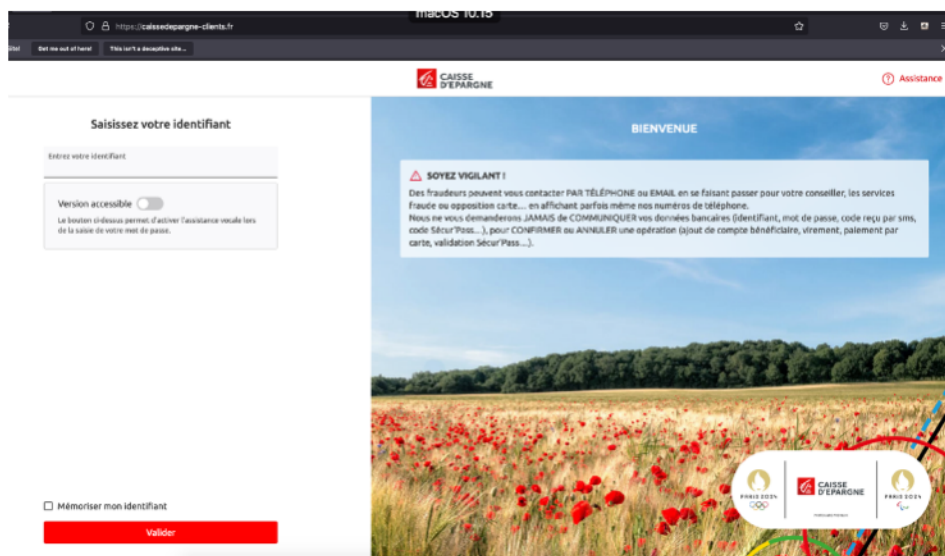 macOS 10.15
https://caissedepargne-clients.fr
Get me out of here!
This isn't a deceptive site...
CAISSE
D'EPARGNE
Assistance
Saisissez votre identifiant
Entrez votre identifiant
Version accessible
Le bouton ci-dessus permet d'activer l'assistance vocale lors
de la saisie de votre mot de passe.
Mémoriser mon identifiant
Valider
BIENVENUE
SOYEZ VIGILANT !
Des fraudeurs peuvent vous contacter PAR TÉLÉPHONE ou EMAIL en se faisant passer pour votre conseiller, les services
fraude ou opposition carte.... en affichant parfois même nos numéros de téléphone.
Nous ne vous demanderons JAMAIS de COMMUNIQUER vos données bancaires (identifiant, mot de passe, code reçu par sms,
code Sécur'Pass...), pour CONFIRMER ou ANNULER une opération (ajout de compte bénéficiaire, virement, paiement par
carte, validation Sécur'Pass....).
PARIS 2024
CAISSE
D'EPARGNE
PARIS 2024